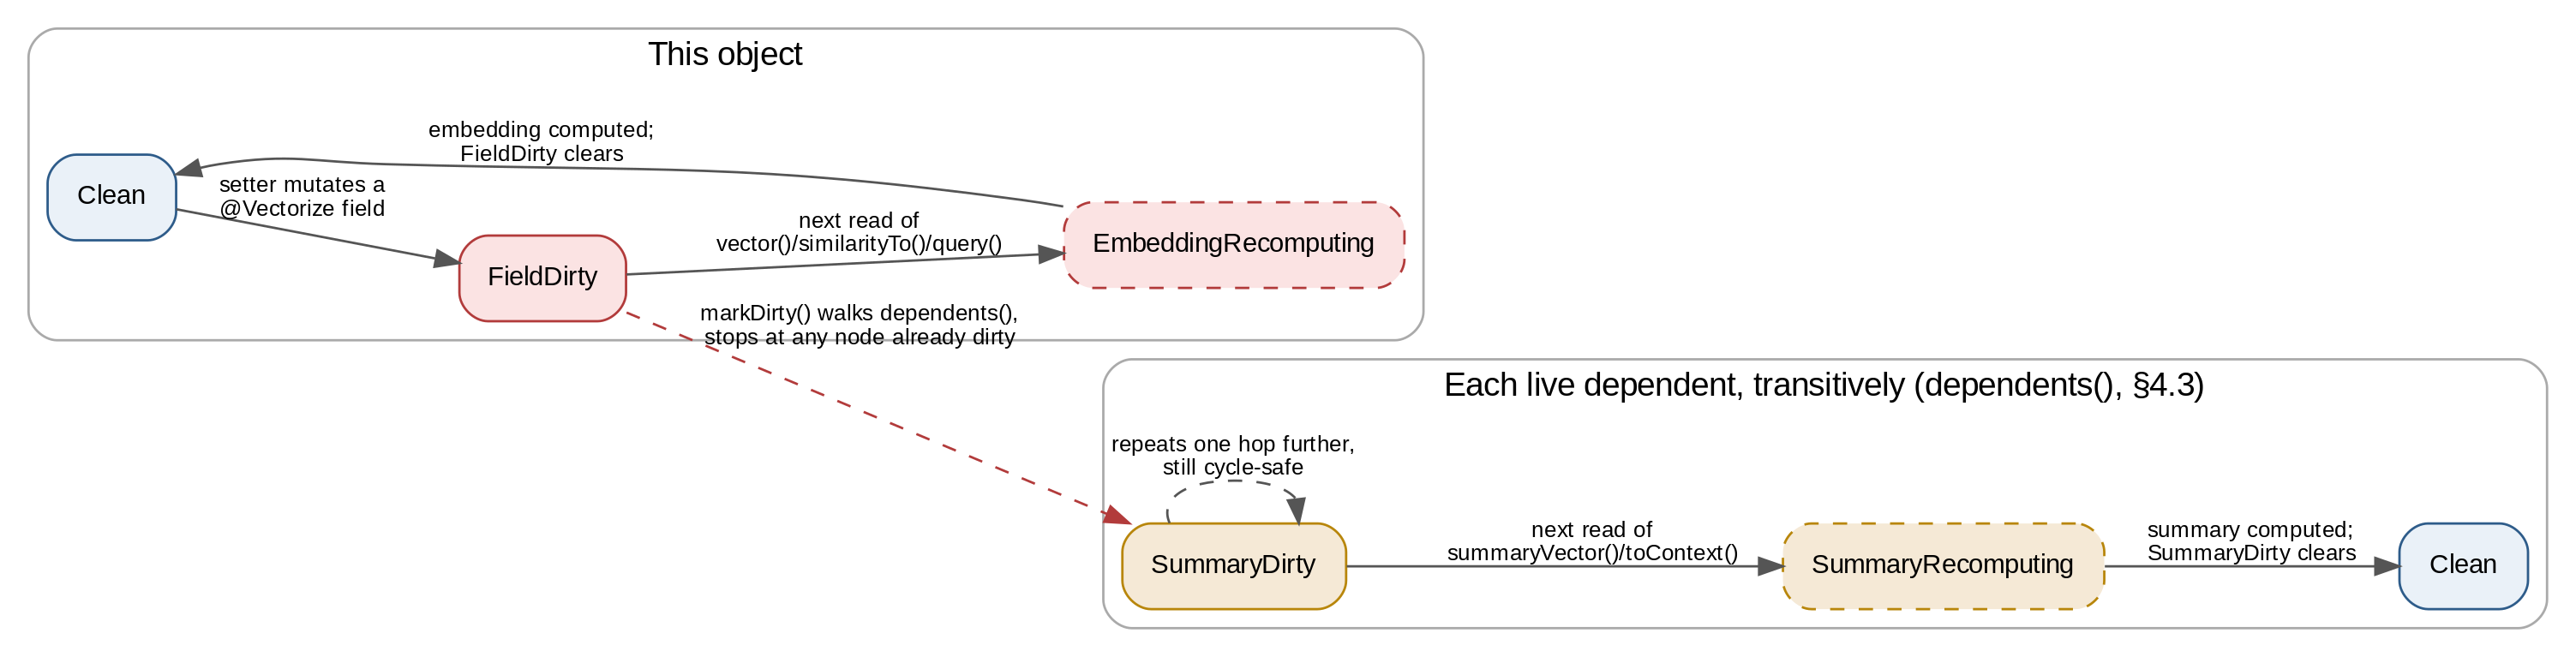 This object
embedding computed;
FieldDirty clears
Clean
setter mutates a
@Vectorize field
next read of
vector()/similarityTo()/query()
EmbeddingRecomputing
FieldDirty
markDirty() walks dependents(),
stops at any node already dirty
Each live dependent, transitively (dependents(), §4.3)
repeats one hop further,
still cycle-safe
SummaryDirty
next read of
summaryVector()/toContext()
SummaryRecomputing
summary computed;
SummaryDirty clears
Clean